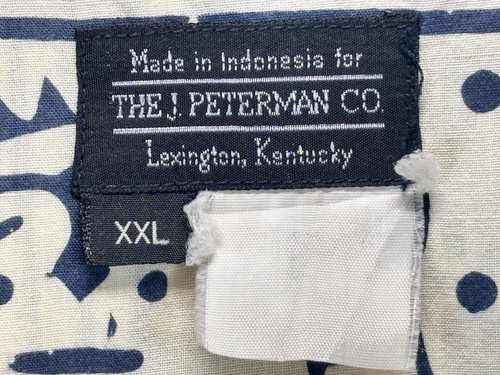 Made in Indonesia for
THE J. PETERMAN CO.
Lexington, Kentucky
XXL